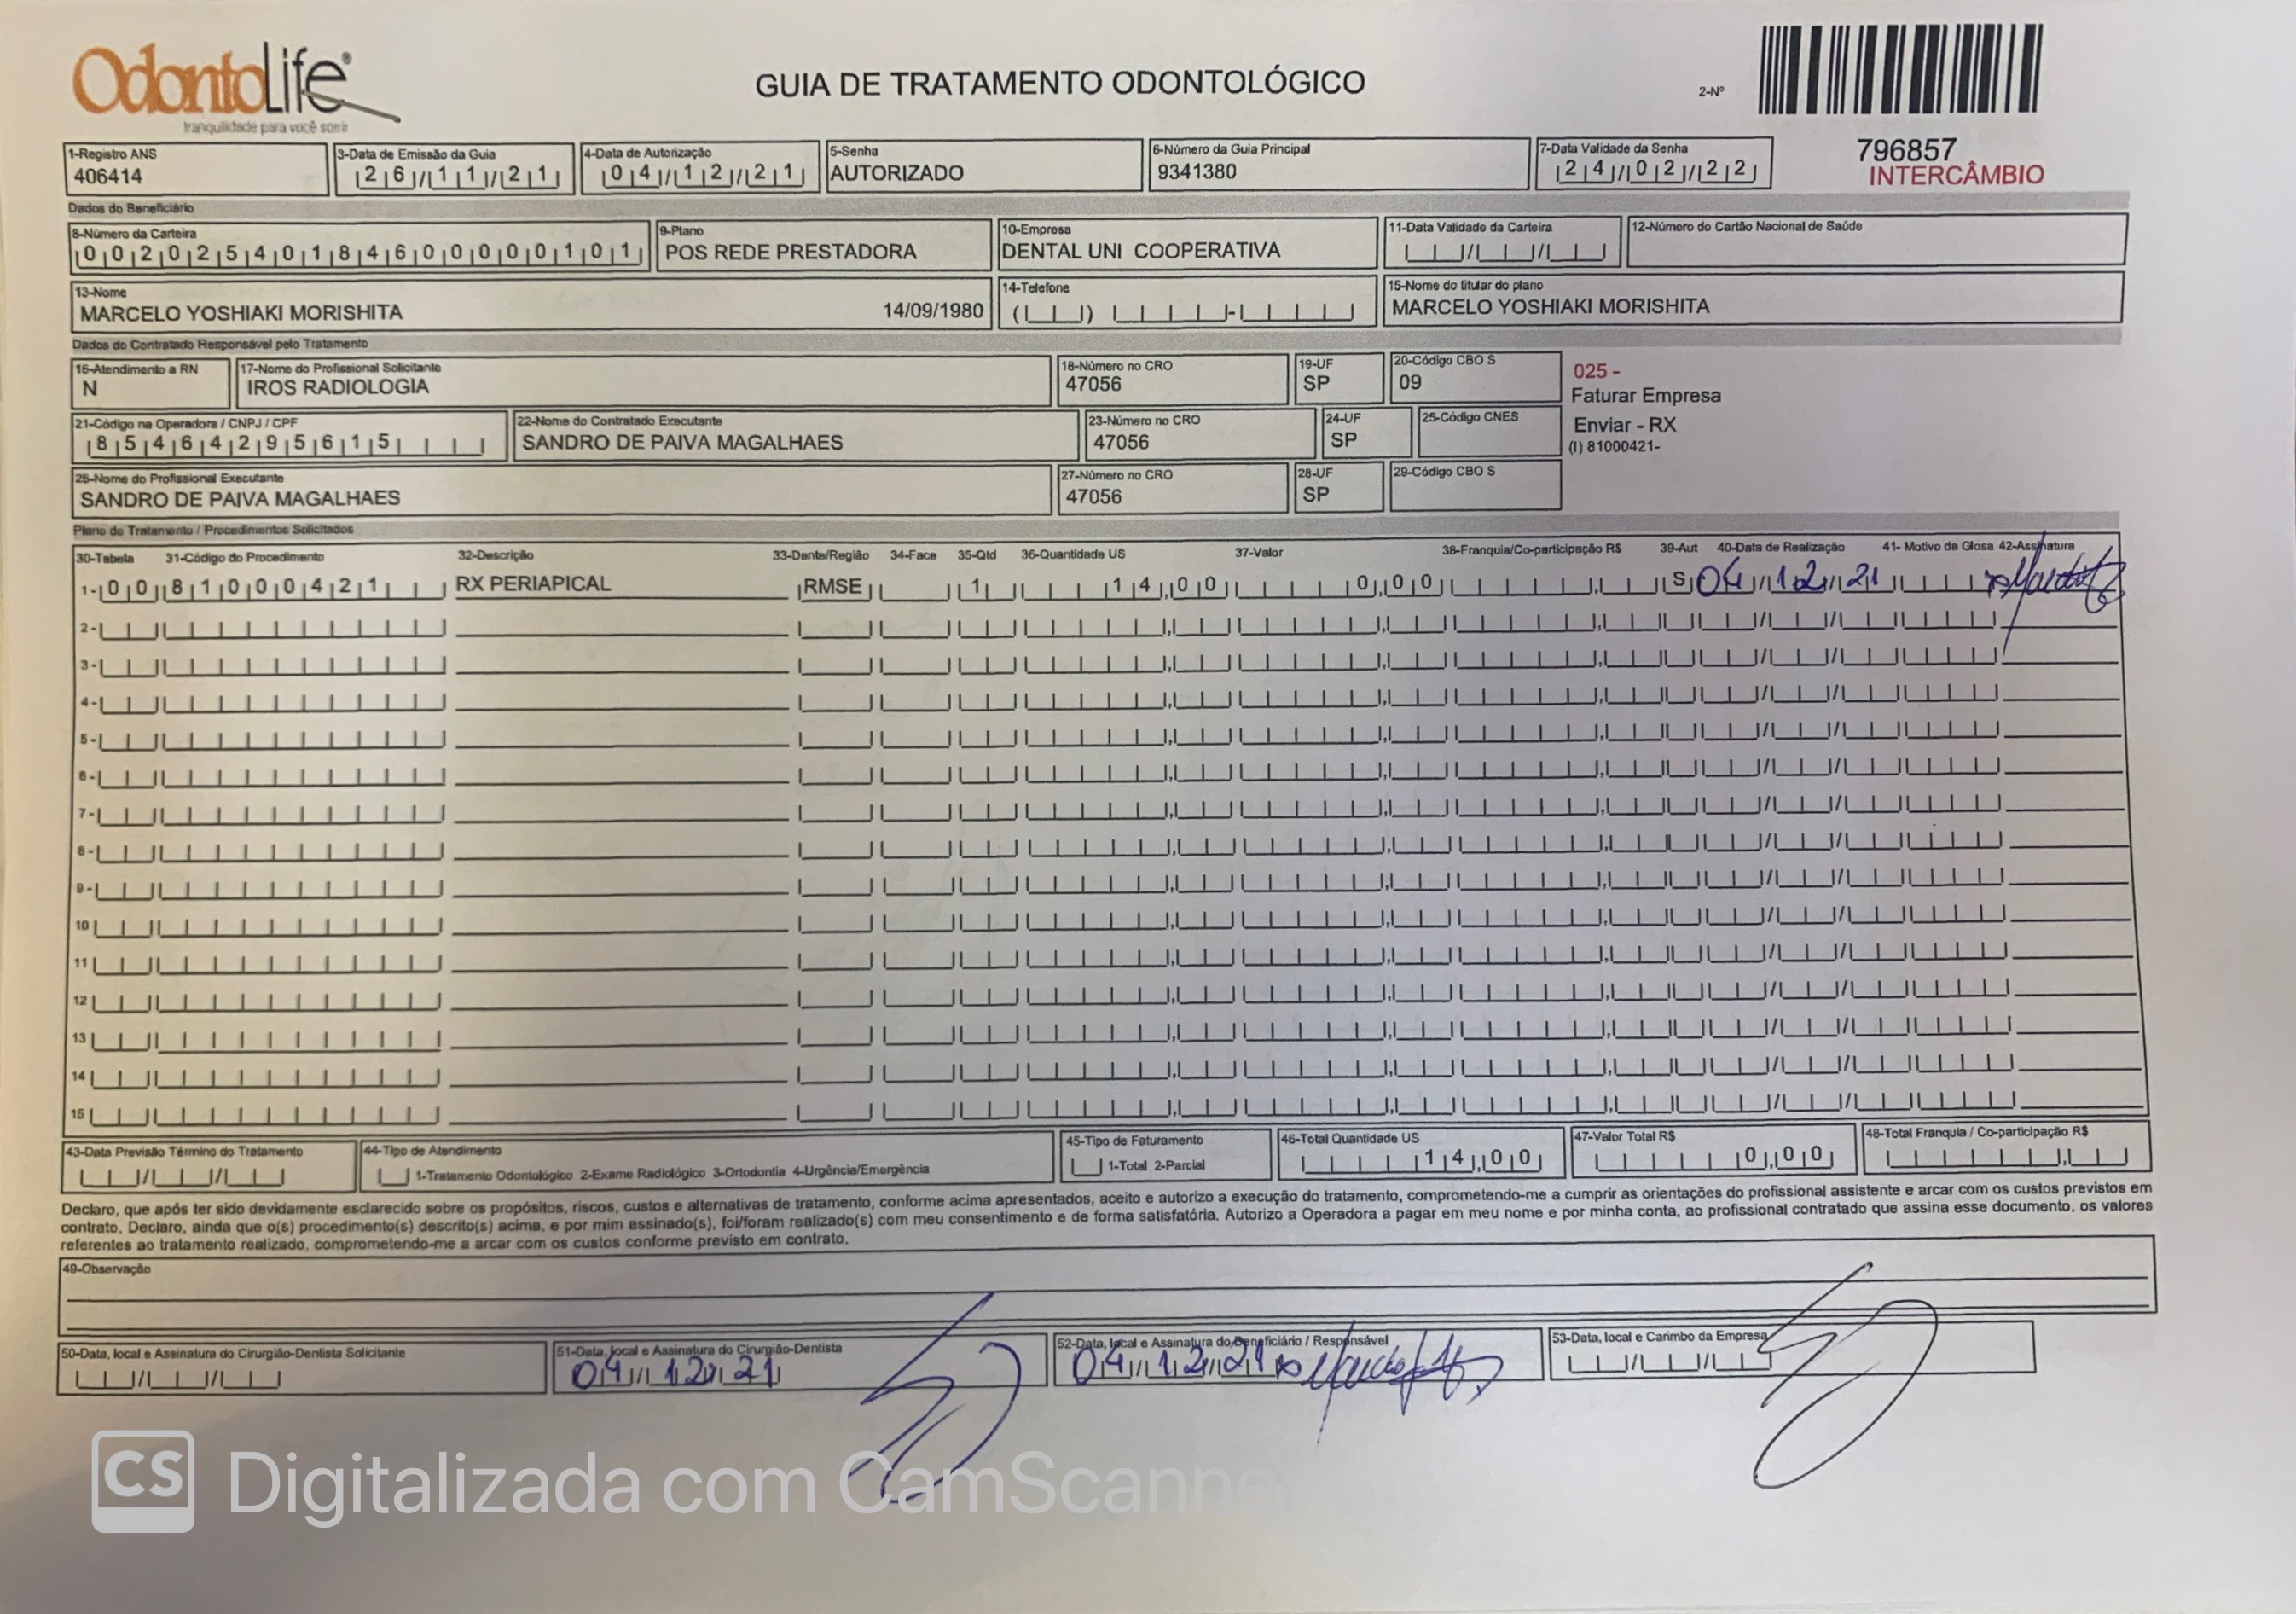 OdontoLife®
tranquilidade para você sorrir
GUIA DE TRATAMENTO ODONTOLÓGICO
2-Nº
796857
INTERCÂMBIO
1-Registro ANS
406414
3-Data de Emissão da Guia
26/11/21
4-Data de Autorização
04/12/21
5-Senha
AUTORIZADO
6-Número da Guia Principal
9341380
7-Data Validade da Senha
24/02/22
Dados do Beneficiário
8-Número da Carteira
00202540184600000101
9-Plano
POS REDE PRESTADORA
10-Empresa
DENTAL UNI COOPERATIVA
11-Data Validade da Carteira
12-Número do Cartão Nacional de Saúde
13-Nome
MARCELO YOSHIAKI MORISHITA 14/09/1980
14-Telefone
15-Nome do titular do plano
MARCELO YOSHIAKI MORISHITA
Dados do Contratado Responsável pelo Tratamento
16-Atendimento a RN
N
17-Nome do Profissional Solicitante
IROS RADIOLOGIA
18-Número no CRO
47056
19-UF
SP
20-Código CBO S
09
025 -
Faturar Empresa
Enviar - RX
(I) 81000421-
21-Código na Operadora / CNPJ / CPF
85464295615
22-Nome do Contratado Executante
SANDRO DE PAIVA MAGALHAES
23-Número no CRO
47056
24-UF
SP
25-Código CNES
26-Nome do Profissional Executante
SANDRO DE PAIVA MAGALHAES
27-Número no CRO
47056
28-UF
SP
29-Código CBO S
Plano de Tratamento / Procedimentos Solicitados
30-Tabela 31-Código do Procedimento 32-Descrição 33-Dente/Região 34-Face 35-Qtd 36-Quantidade US 37-Valor 38-Franquia/Co-participação R$ 39-Aut 40-Data de Realização 41- Motivo da Glosa 42-Assinatura
1- 00 81000421 RX PERIAPICAL RMSE 1 14,00 0,00 S 04/12/21
2-
3-
4-
5-
6-
7-
8-
9-
10
11
12
13
14
15
43-Data Previsão Término do Tratamento
44-Tipo de Atendimento
1-Tratamento Odontológico 2-Exame Radiológico 3-Ortodontia 4-Urgência/Emergência
45-Tipo de Faturamento
1-Total 2-Parcial
46-Total Quantidade US
14,00
47-Valor Total R$
0,00
48-Total Franquia / Co-participação R$
Declaro, que após ter sido devidamente esclarecido sobre os propósitos, riscos, custos e alternativas de tratamento, conforme acima apresentados, aceito e autorizo a execução do tratamento, comprometendo-me a cumprir as orientações do profissional assistente e arcar com os custos previstos em
contrato. Declaro, ainda que o(s) procedimento(s) descrito(s) acima, e por mim assinado(s), foi/foram realizado(s) com meu consentimento e de forma satisfatória. Autorizo a Operadora a pagar em meu nome e por minha conta, ao profissional contratado que assina esse documento, os valores
referentes ao tratamento realizado, comprometendo-me a arcar com os custos conforme previsto em contrato.
49-Observação
50-Data, local e Assinatura do Cirurgião-Dentista Solicitante
51-Data, local e Assinatura do Cirurgião-Dentista
04/12/21
52-Data, local e Assinatura do Beneficiário / Responsável
04/12/21
53-Data, local e Carimbo da Empresa
CS Digitalizada com CamScanne